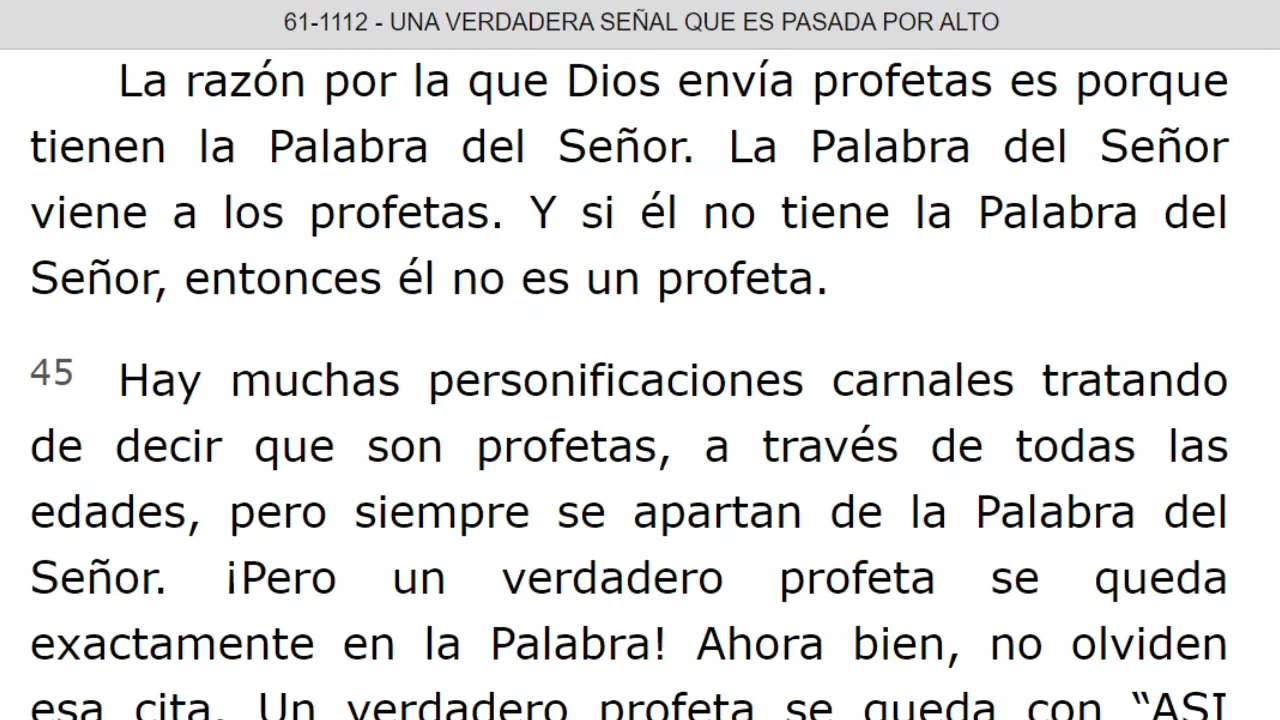 61-1112 - UNA VERDADERA SEÑAL QUE ES PASADA POR ALTO
La razón por la que Dios envía profetas es porque
tienen la Palabra del Señor. La Palabra del Señor
viene a los profetas. Y si él no tiene la Palabra del
Señor, entonces él no es un profeta.
45 Hay muchas personificaciones carnales tratando
de decir que son profetas, a través de todas las
edades, pero siempre se apartan de la Palabra del
Señor. ¡Pero un verdadero profeta se queda
exactamente en la Palabra! Ahora bien, no olviden
esa cita. Un verdadero profeta se queda con “ASI